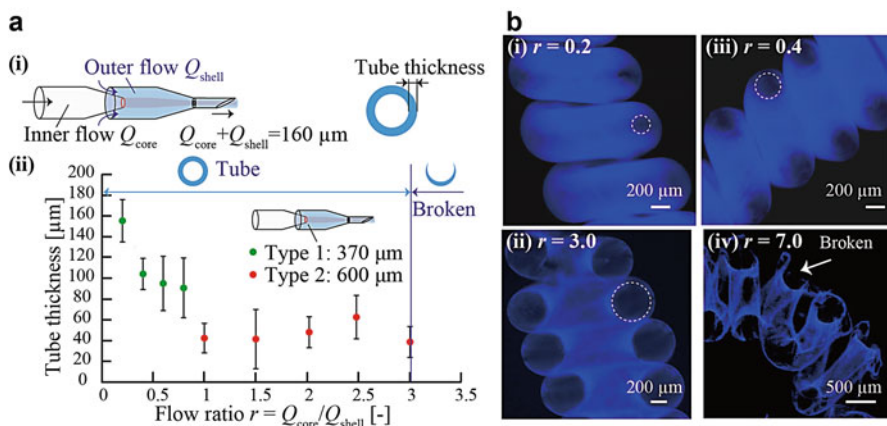 a
(i)
Outer flow Q_shell
Tube thickness
Inner flow Q_core Q_core+Q_shell=160 µm
(ii)
Tube
Broken
Tube thickness [µm]
200
180
160
140
120
100
80
60
40
20
0
Type 1: 370 µm
Type 2: 600 µm
0 0.5 1 1.5 2 2.5 3 3.5
Flow ratio r = Q_core/Q_shell [-]
b
(i) r = 0.2
200 µm
(iii) r = 0.4
200 µm
(ii) r = 3.0
200 µm
(iv) r = 7.0
Broken
500 µm